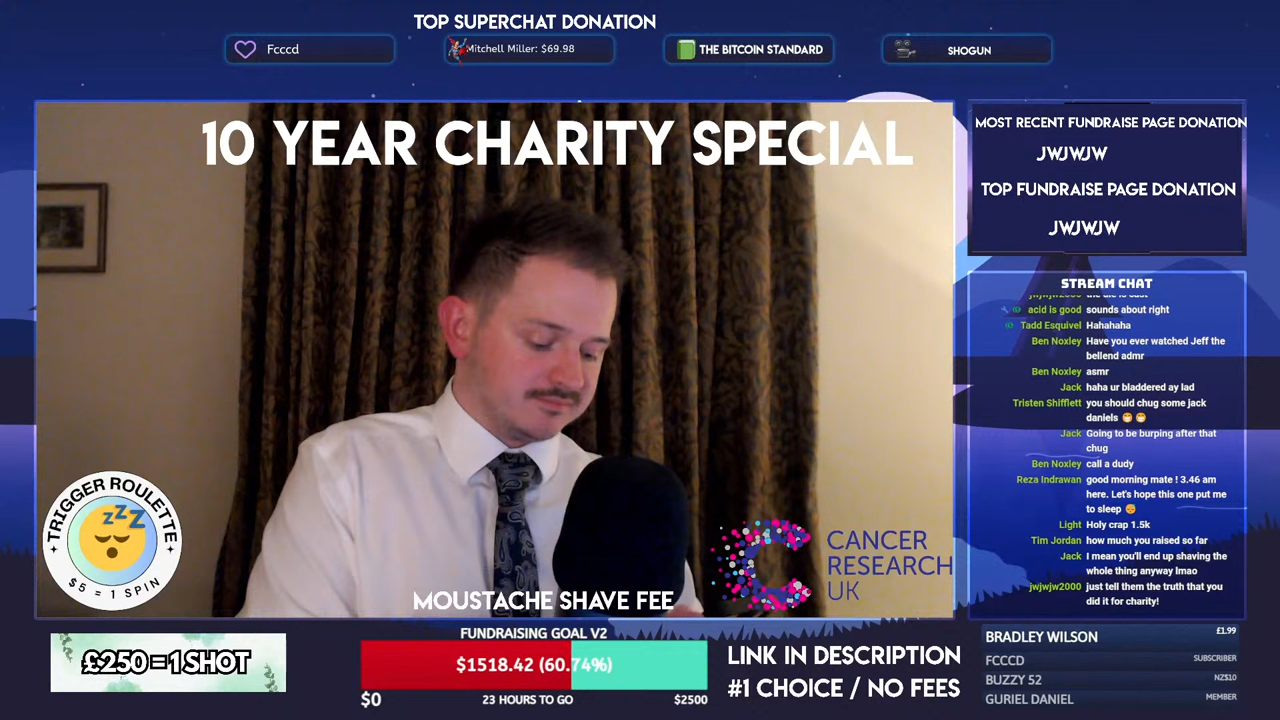 TOP SUPERCHAT DONATION
Fcccd
Mitchell Miller: $69.98
THE BITCOIN STANDARD
SHOGUN
10 YEAR CHARITY SPECIAL
MOST RECENT FUNDRAISE PAGE DONATION
JWJWJW
TOP FUNDRAISE PAGE DONATION
JWJWJW
STREAM CHAT
acid is good sounds about right
Tadd Esquivel Hahahaha
Ben Noxley Have you ever watched Jeff the
bellend admr
Ben Noxley asmr
Jack haha ur bladdered ay lad
Tristen Shifflett you should chug some jack
daniels 😁 😁
Jack Going to be burping after that
chug
Ben Noxley call a dudy
Reza Indrawan good morning mate ! 3.46 am
here. Let's hope this one put me
to sleep 😴
Light Holy crap 1.5k
Tim Jordan how much you raised so far
Jack I mean you'll end up shaving the
whole thing anyway lmao
jwjwjw2000 just tell them the truth that you
did it for charity!
TRIGGER ROULETTE
zzz
$5 = 1 SPIN
CANCER
RESEARCH
UK
MOUSTACHE SHAVE FEE
£250 = 1 SHOT
FUNDRAISING GOAL V2
$1518.42 (60.74%)
$0
23 HOURS TO GO
$2500
LINK IN DESCRIPTION
#1 CHOICE / NO FEES
BRADLEY WILSON £1.99
FCCCD SUBSCRIBER
BUZZY 52 NZ$10
GURIEL DANIEL MEMBER